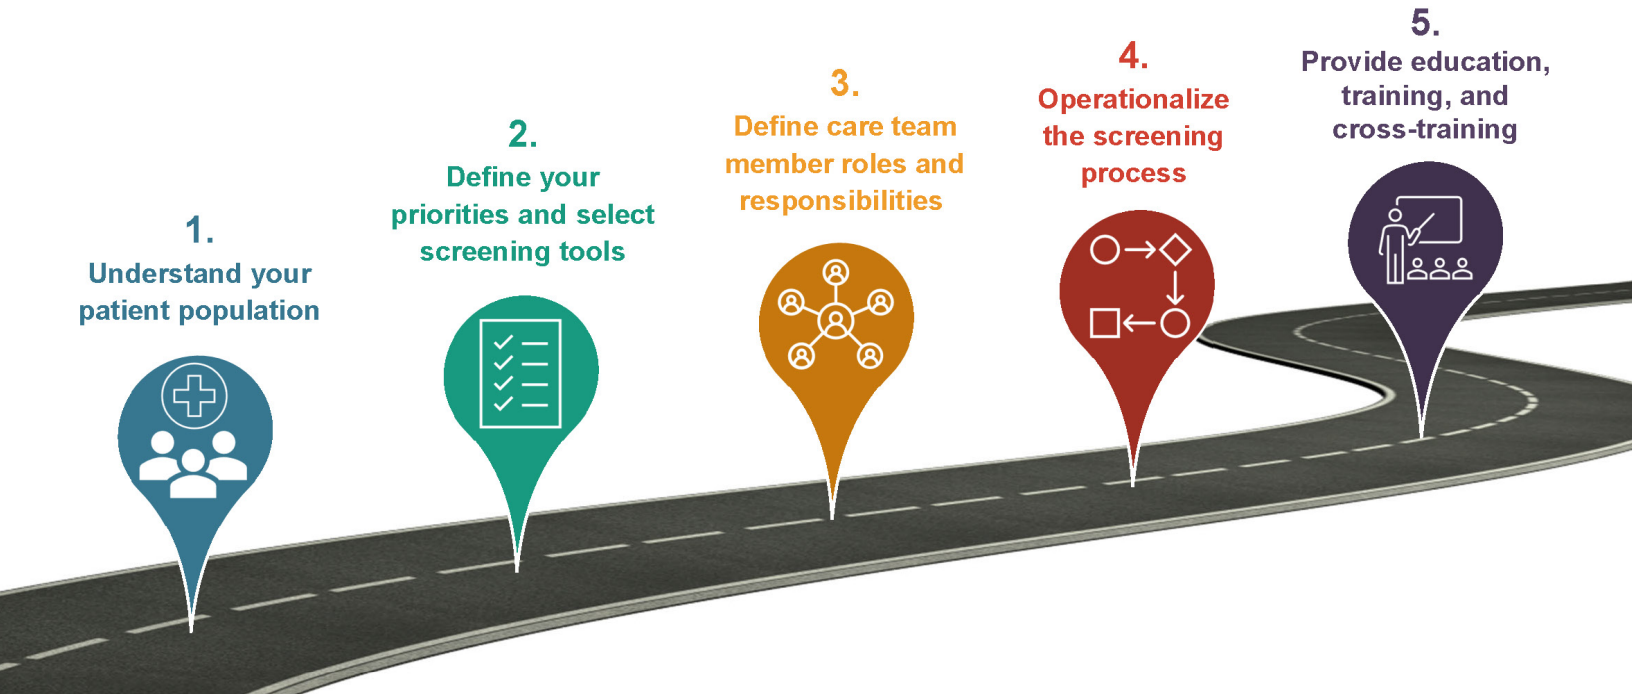 1.
Understand your
patient population
2.
Define your
priorities and select
screening tools
3.
Define care team
member roles and
responsibilities
4.
Operationalize
the screening
process
5.
Provide education,
training, and
cross-training